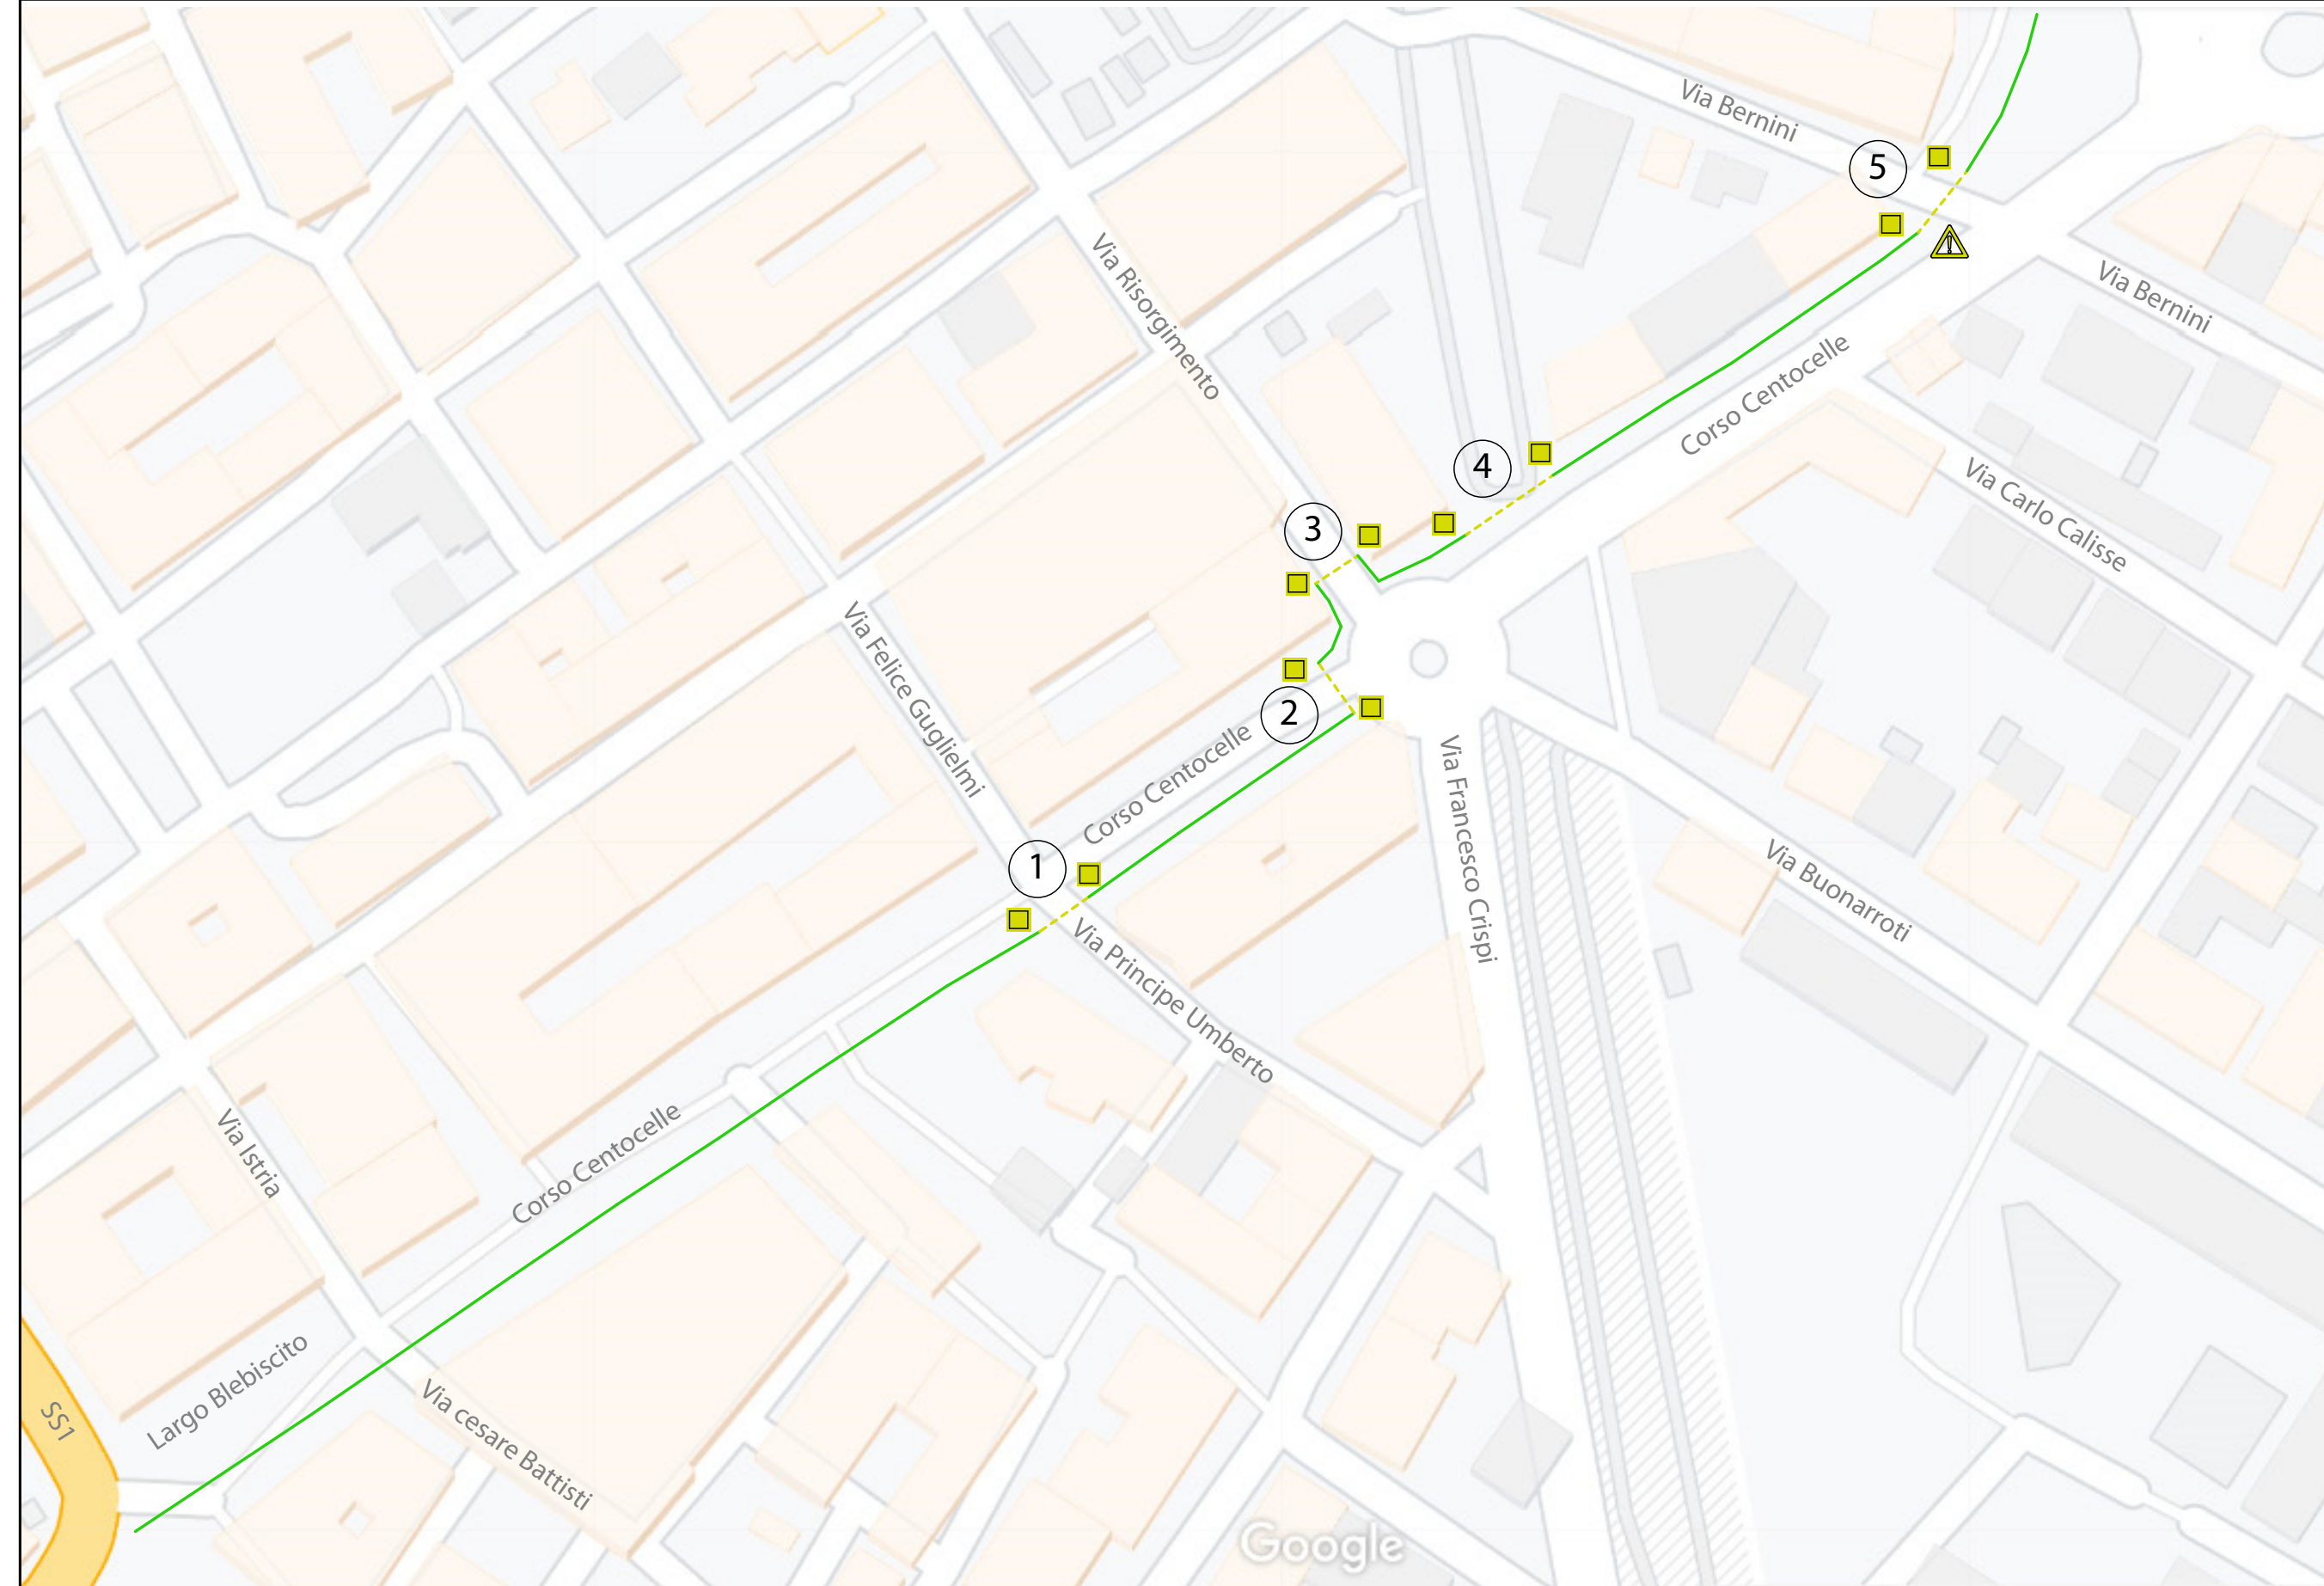 Via Bernini
5
Via Risorgimento
Via Bernini
Corso Centocelle
4
Via Carlo Calisse
3
Via Felice Guglielmi
2
Corso Centocelle
Via Francesco Crispi
1
Via Buonarroti
Via Principe Umberto
Via Istria
Corso Centocelle
Largo Blebiscito
SS1
Via cesare Battisti
Google